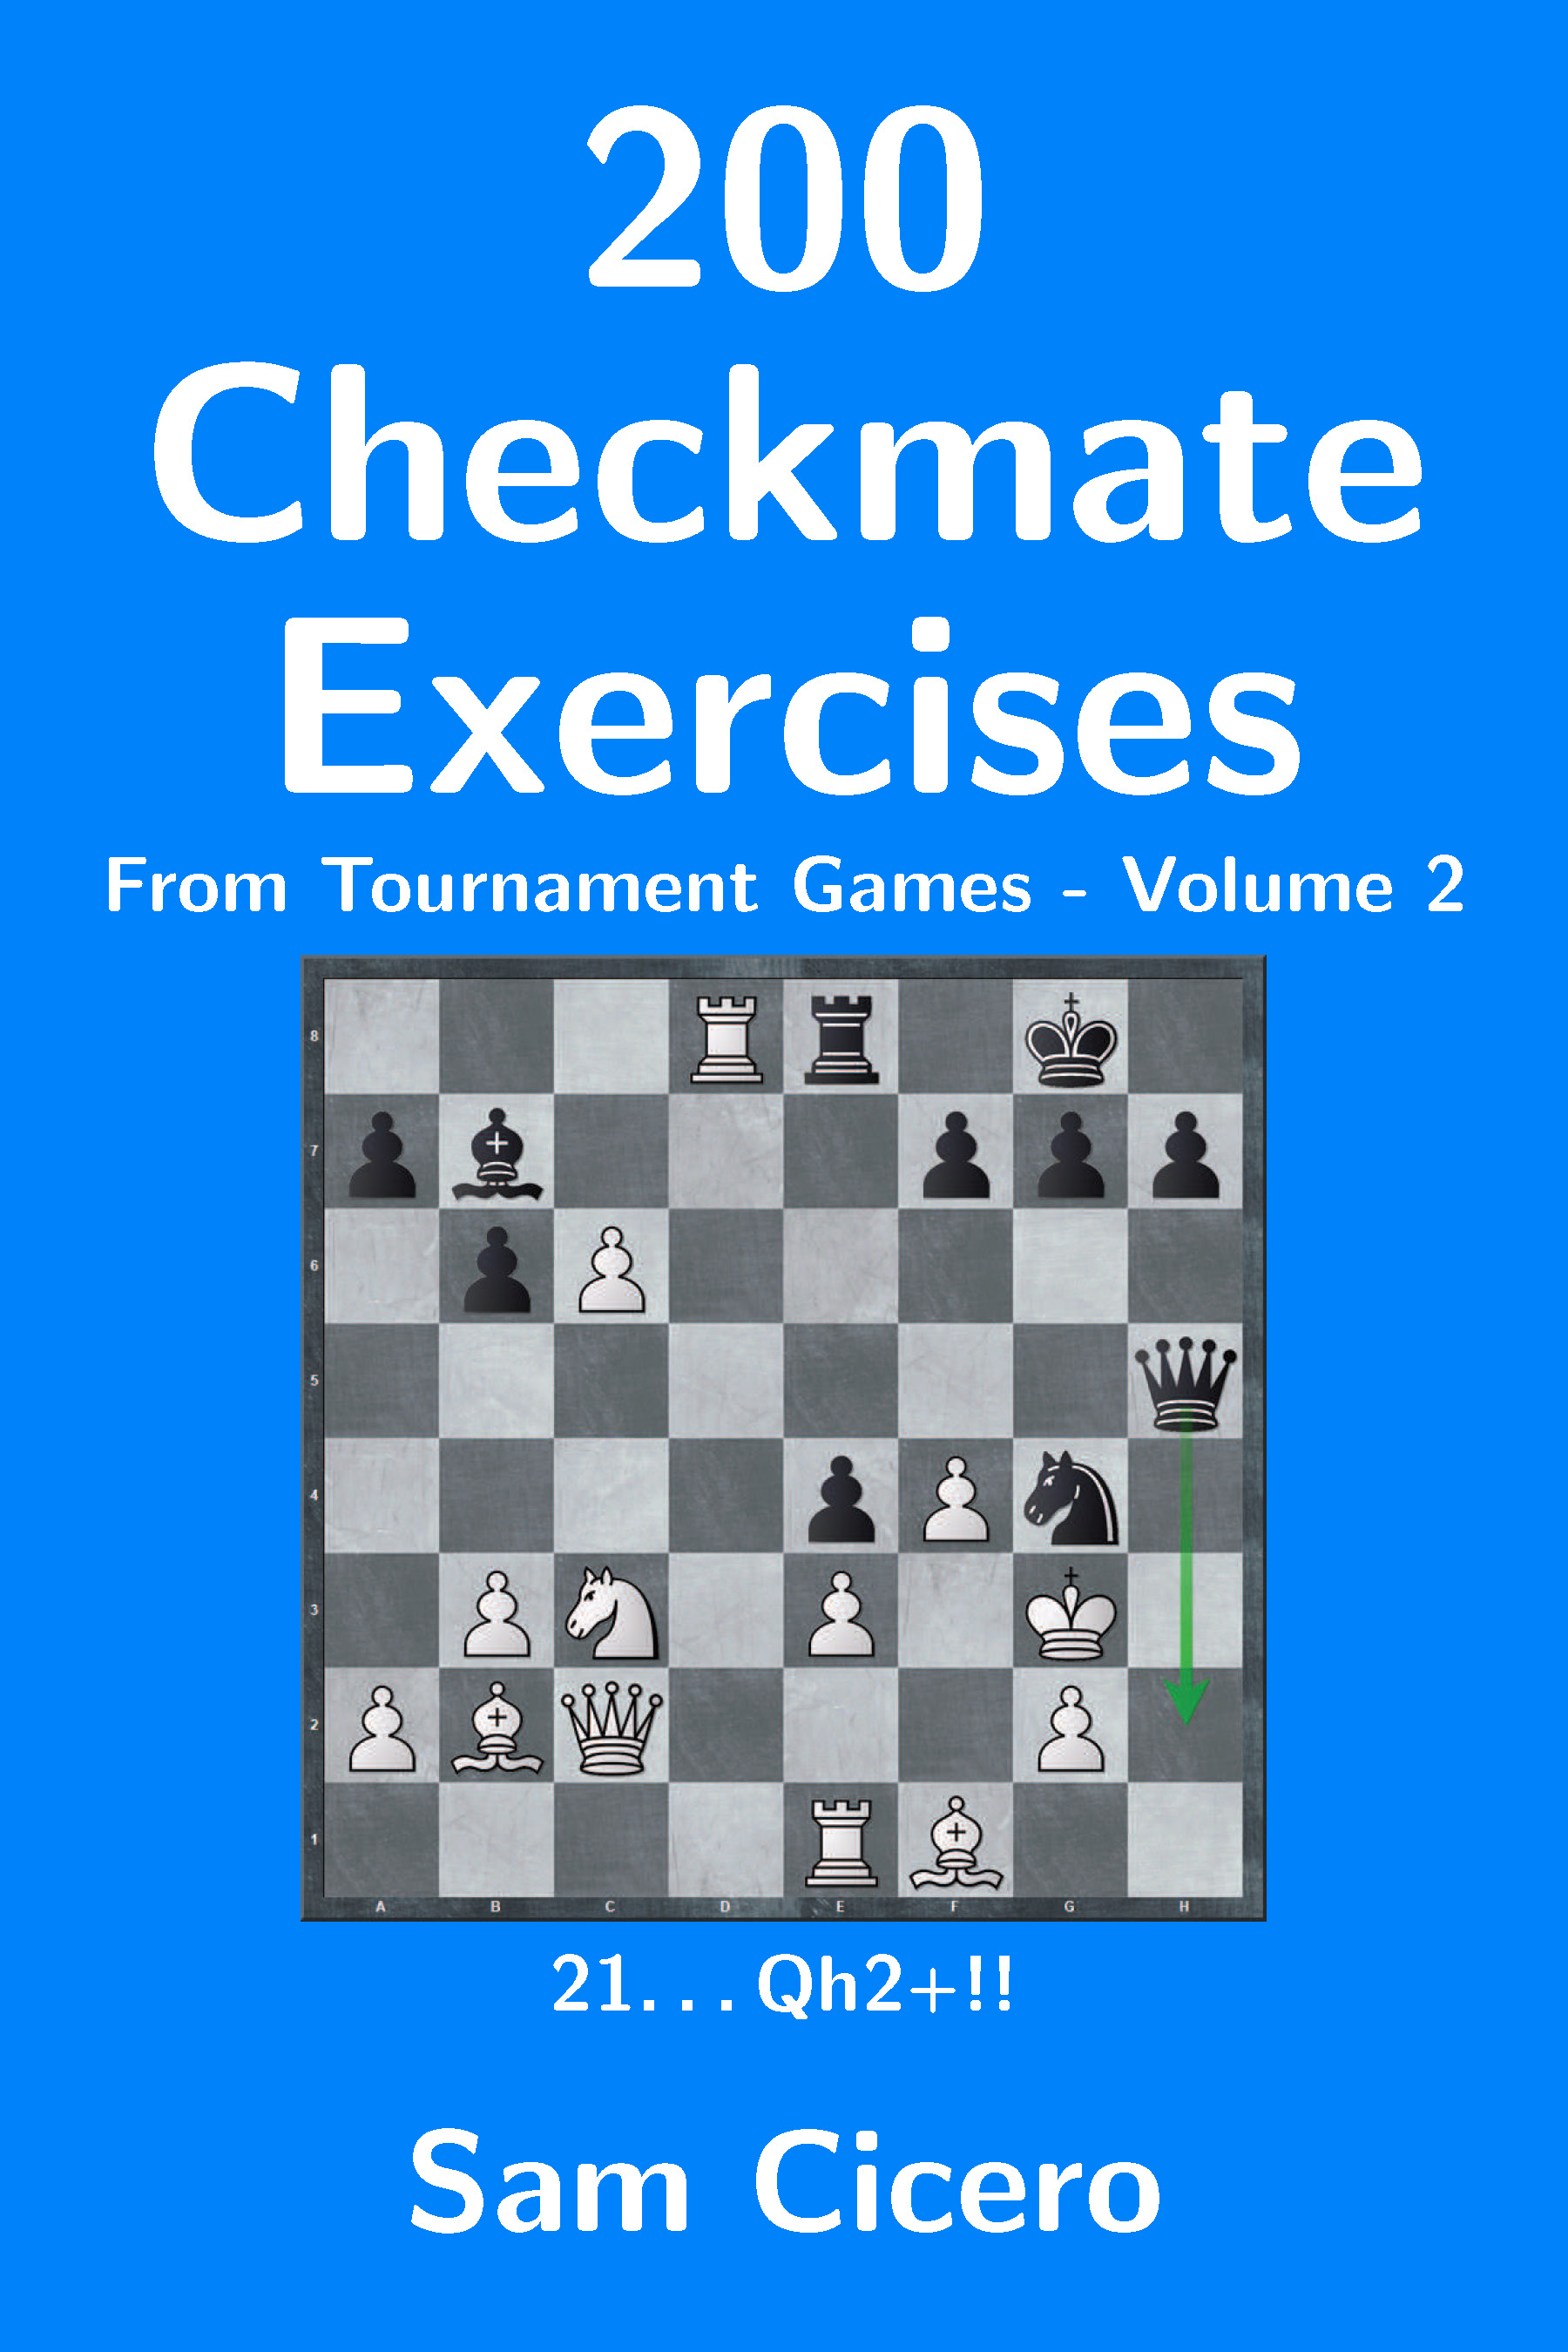 200
Checkmate
Exercises
From Tournament Games - Volume 2
8
7
6
5
4
3
2
1
A B C D E F G H
21...Qh2+!!
Sam Cicero